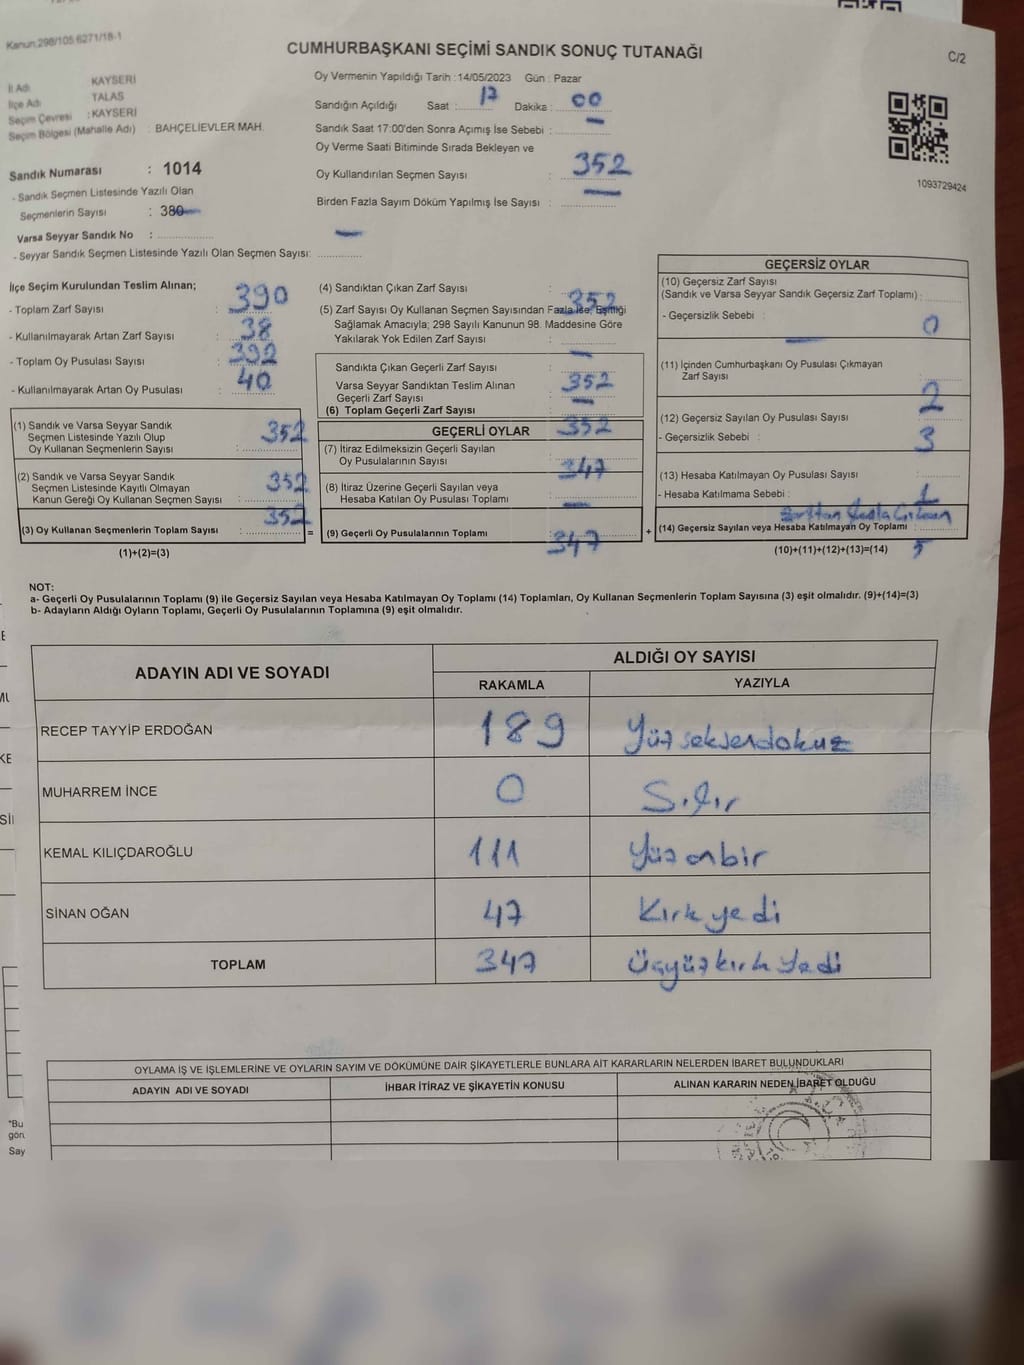 Kanun:298/105 6271/18-1
CUMHURBAŞKANI SEÇİMİ SANDIK SONUÇ TUTANAĞI
C/2
İl Adı KAYSERİ
İlçe Adı TALAS
Seçim Çevresi : KAYSERİ
Seçim Bölgesi (Mahalle Adı) : BAHÇELİEVLER MAH.
Sandık Numarası : 1014
- Sandık Seçmen Listesinde Yazılı Olan
Seçmenlerin Sayısı : 380
Varsa Seyyar Sandık No :
- Seyyar Sandık Seçmen Listesinde Yazılı Olan Seçmen Sayısı:
Oy Vermenin Yapıldığı Tarih :14/05/2023 Gün : Pazar
Sandığın Açıldığı Saat : 17 Dakika : 00
Sandık Saat 17:00'den Sonra Açımış İse Sebebi :
Oy Verme Saati Bitiminde Sırada Bekleyen ve
Oy Kullandırılan Seçmen Sayısı : 352
Birden Fazla Sayım Döküm Yapılmış İse Sayısı :
1093729424
İlçe Seçim Kurulundan Teslim Alınan;
- Toplam Zarf Sayısı : 390
- Kullanılmayarak Artan Zarf Sayısı : 38
- Toplam Oy Pusulası Sayısı : 392
- Kullanılmayarak Artan Oy Pusulası : 40
(1) Sandık ve Varsa Seyyar Sandık
Seçmen Listesinde Yazılı Olup
Oy Kullanan Seçmenlerin Sayısı : 352
(2) Sandık ve Varsa Seyyar Sandık
Seçmen Listesinde Kayıtlı Olmayan
Kanun Gereği Oy Kullanan Seçmen Sayısı : 352
(3) Oy Kullanan Seçmenlerin Toplam Sayısı : 352
(1)+(2)=(3)
=
(4) Sandıktan Çıkan Zarf Sayısı : 352
(5) Zarf Sayısı Oy Kullanan Seçmen Sayısından Fazla İse, Eşitliği
Sağlamak Amacıyla; 298 Sayılı Kanunun 98. Maddesine Göre
Yakılarak Yok Edilen Zarf Sayısı :
Sandıkta Çıkan Geçerli Zarf Sayısı : 352
Varsa Seyyar Sandıktan Teslim Alınan
Geçerli Zarf Sayısı :
(6) Toplam Geçerli Zarf Sayısı : 352
GEÇERLİ OYLAR
(7) İtiraz Edilmeksizin Geçerli Sayılan
Oy Pusulalarının Sayısı : 347
(8) İtiraz Üzerine Geçerli Sayılan veya
Hesaba Katılan Oy Pusulası Toplamı :
(9) Geçerli Oy Pusulalarının Toplamı : 347
+
GEÇERSİZ OYLAR
(10) Geçersiz Zarf Sayısı
(Sandık ve Varsa Seyyar Sandık Geçersiz Zarf Toplamı) : 0
- Geçersizlik Sebebi :
(11) İçinden Cumhurbaşkanı Oy Pusulası Çıkmayan
Zarf Sayısı : 2
(12) Geçersiz Sayılan Oy Pusulası Sayısı : 3
- Geçersizlik Sebebi :
(13) Hesaba Katılmayan Oy Pusulası Sayısı : 1
- Hesaba Katılmama Sebebi :
(14) Geçersiz Sayılan veya Hesaba Katılmayan Oy Toplamı : 5
(10)+(11)+(12)+(13)=(14)
NOT:
a- Geçerli Oy Pusulalarının Toplamı (9) ile Geçersiz Sayılan veya Hesaba Katılmayan Oy Toplamı (14) Toplamları, Oy Kullanan Seçmenlerin Toplam Sayısına (3) eşit olmalıdır. (9)+(14)=(3)
b- Adayların Aldığı Oyların Toplamı, Geçerli Oy Pusulalarının Toplamına (9) eşit olmalıdır.
ADAYIN ADI VE SOYADI
ALDIĞI OY SAYISI
RAKAMLA YAZIYLA
RECEP TAYYİP ERDOĞAN 189 Yüz seksendokuz
MUHARREM İNCE 0 Sıfır
KEMAL KILIÇDAROĞLU 111 Yüz onbir
SİNAN OĞAN 47 Kırk yedi
TOPLAM 347 Üçyüzkırk yedi
OYLAMA İŞ VE İŞLEMLERİNE VE OYLARIN SAYIM VE DÖKÜMÜNE DAİR ŞİKAYETLERLE BUNLARA AİT KARARLARIN NELERDEN İBARET BULUNDUKLARI
ADAYIN ADI VE SOYADI İHBAR İTİRAZ VE ŞİKAYETİN KONUSU ALINAN KARARIN NEDEN İBARET OLDUĞU
"Bu
gön
Say